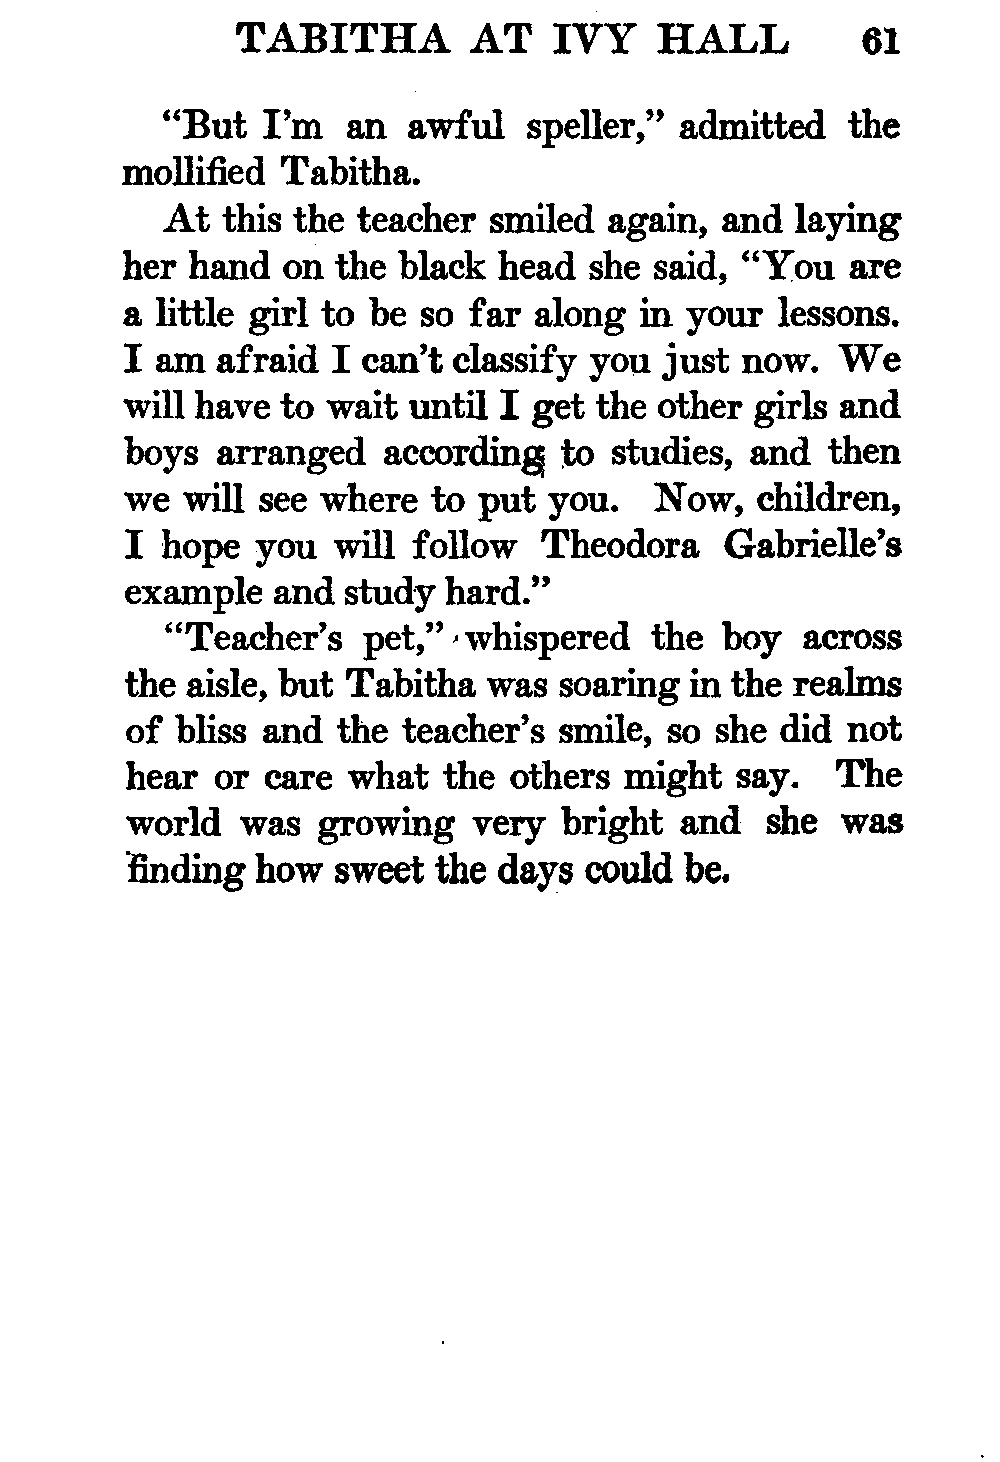 TABITHA AT IVY HALL 61
“But I’m an awful speller,” admitted the
mollified Tabitha.
At this the teacher smiled again, and laying
her hand on the black head she said, “You are
a little girl to be so far along in your lessons.
I am afraid I can’t classify you just now. We
will have to wait until I get the other girls and
boys arranged according to studies, and then
we will see where to put you. Now, children,
I hope you will follow Theodora Gabrielle’s
example and study hard.”
“Teacher’s pet,” whispered the boy across
the aisle, but Tabitha was soaring in the realms
of bliss and the teacher’s smile, so she did not
hear or care what the others might say. The
world was growing very bright and she was
finding how sweet the days could be.